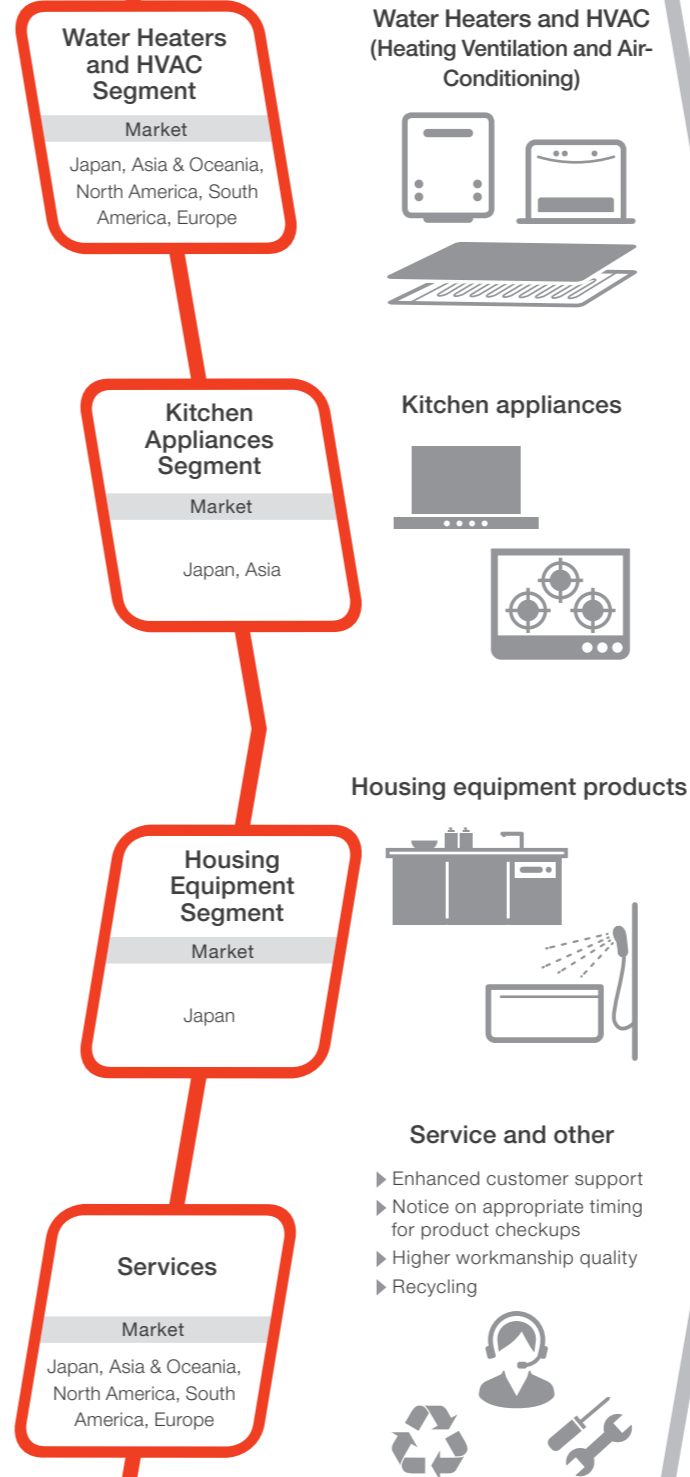 Water Heaters
and HVAC
Segment
Market
Japan, Asia & Oceania,
North America, South
America, Europe
Water Heaters and HVAC
(Heating Ventilation and Air-
Conditioning)
Kitchen
Appliances
Segment
Market
Japan, Asia
Kitchen appliances
Housing
Equipment
Segment
Market
Japan
Housing equipment products
Services
Market
Japan, Asia & Oceania,
North America, South
America, Europe
Service and other
Enhanced customer support
Notice on appropriate timing
for product checkups
Higher workmanship quality
Recycling